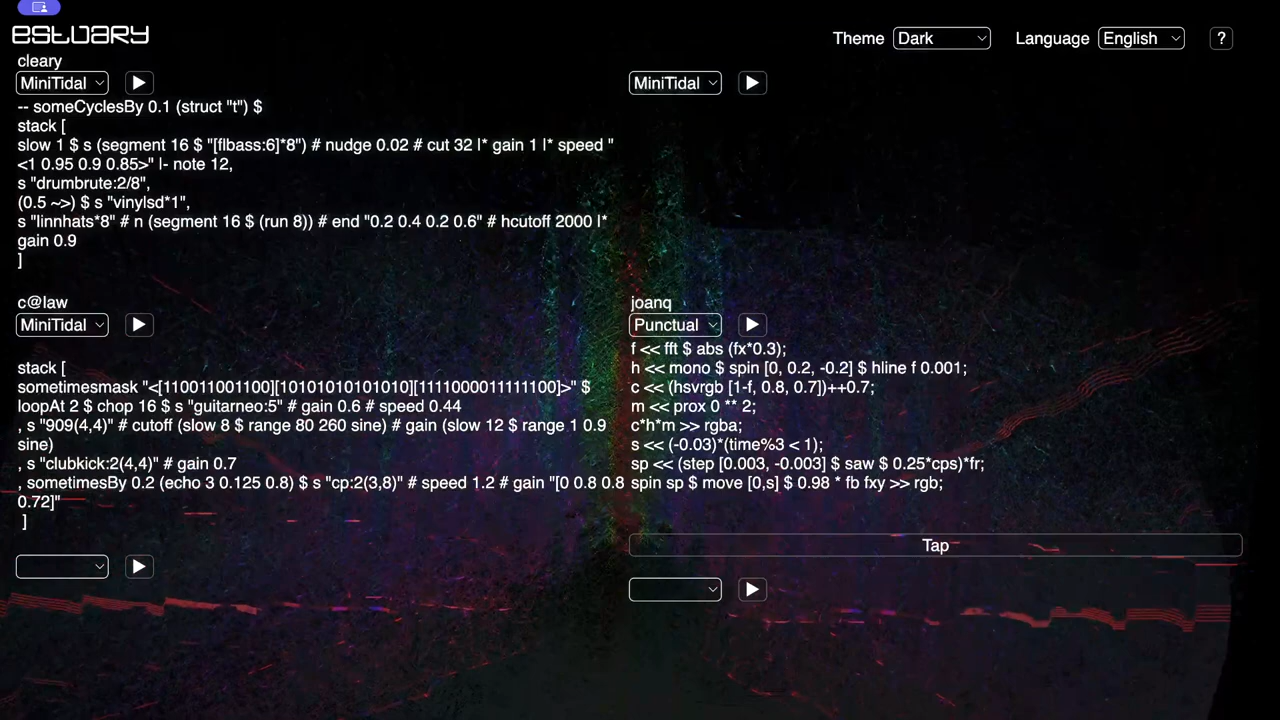 estuary
Theme Dark Language English ?
cleary
MiniTidal
MiniTidal
-- someCyclesBy 0.1 (struct "t") $
stack [
slow 1 $ s (segment 16 $ "[flbass:6]*8") # nudge 0.02 # cut 32 |* gain 1 |* speed "
<1 0.95 0.9 0.85>" |- note 12,
s "drumbrute:2/8",
(0.5 ~>) $ s "vinylsd*1",
s "linnhats*8" # n (segment 16 $ (run 8)) # end "0.2 0.4 0.2 0.6" # hcutoff 2000 |*
gain 0.9
]
c@law
MiniTidal
stack [
sometimesmask "<[110011001100][10101010101010][1111000011111100]>" $
loopAt 2 $ chop 16 $ s "guitarneo:5" # gain 0.6 # speed 0.44
, s "909(4,4)" # cutoff (slow 8 $ range 80 260 sine) # gain (slow 12 $ range 1 0.9
sine)
, s "clubkick:2(4,4)" # gain 0.7
, sometimesBy 0.2 (echo 3 0.125 0.8) $ s "cp:2(3,8)" # speed 1.2 # gain "[0 0.8 0.8
0.72]"
]
joanq
Punctual
f << fft $ abs (fx*0.3);
h << mono $ spin [0, 0.2, -0.2] $ hline f 0.001;
c << (hsvrgb [1-f, 0.8, 0.7])++0.7;
m << prox 0 ** 2;
c*h*m >> rgba;
s << (-0.03)*(time%3 < 1);
sp << (step [0.003, -0.003] $ saw $ 0.25*cps)*fr;
spin sp $ move [0,s] $ 0.98 * fb fxy >> rgb;
Tap